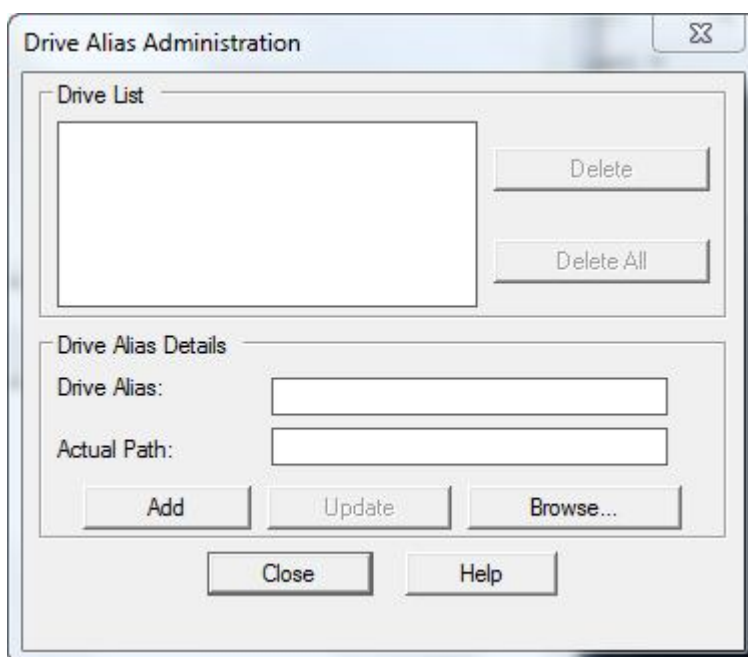 Drive Alias Administration
Drive List
Delete
Delete All
Drive Alias Details
Drive Alias:
Actual Path:
Add Update Browse...
Close Help